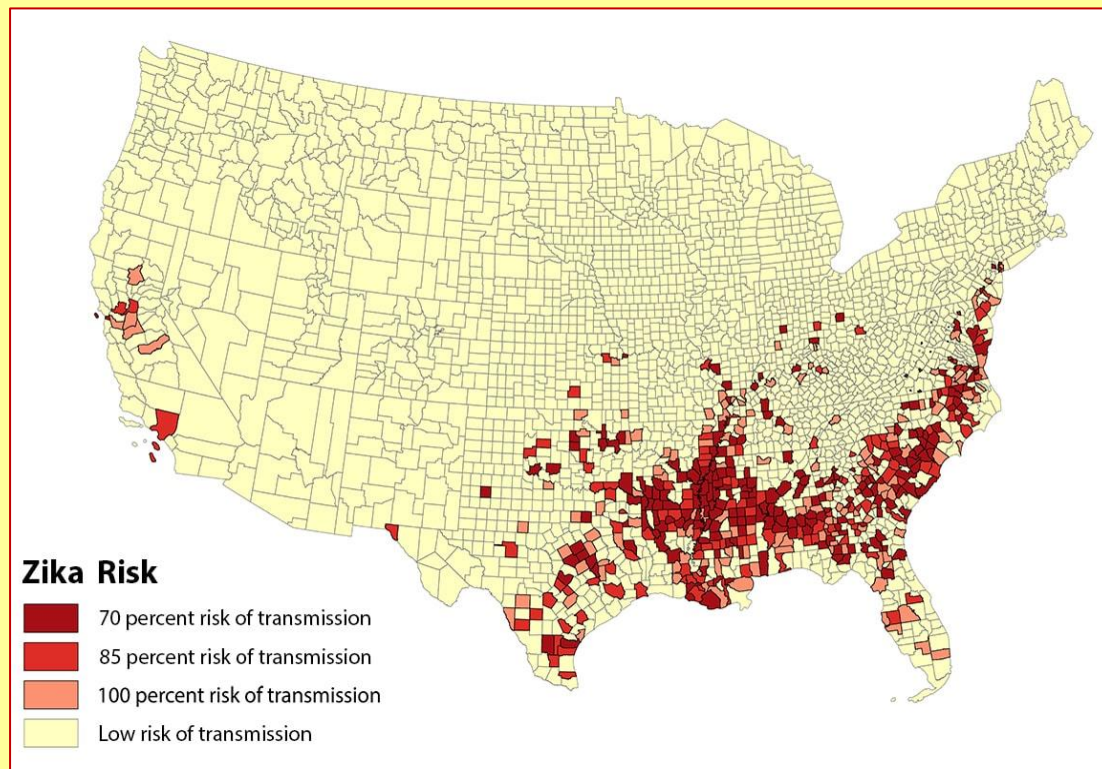 Zika Risk
70 percent risk of transmission
85 percent risk of transmission
100 percent risk of transmission
Low risk of transmission